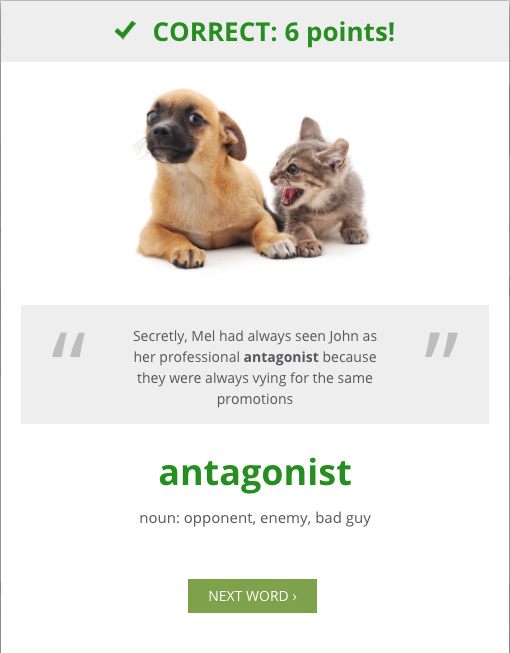 CORRECT: 6 points!
“ Secretly, Mel had always seen John as ”
her professional antagonist because
they were always vying for the same
promotions
antagonist
noun: opponent, enemy, bad guy
NEXT WORD ›